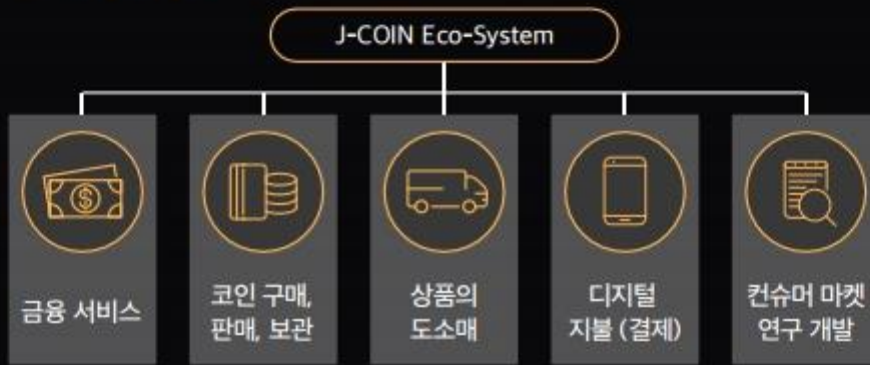 J-COIN Eco-System
금융 서비스
코인 구매,
판매, 보관
상품의
도소매
디지털
지불 (결제)
컨슈머 마켓
연구 개발